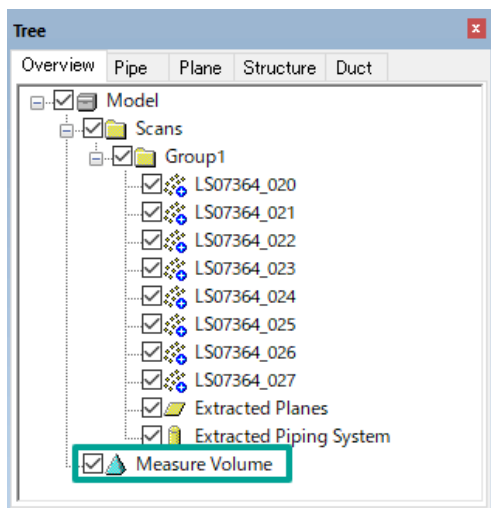 Tree
Overview Pipe Plane Structure Duct
Model
Scans
Group1
LS07364_020
LS07364_021
LS07364_022
LS07364_023
LS07364_024
LS07364_025
LS07364_026
LS07364_027
Extracted Planes
Extracted Piping System
Measure Volume